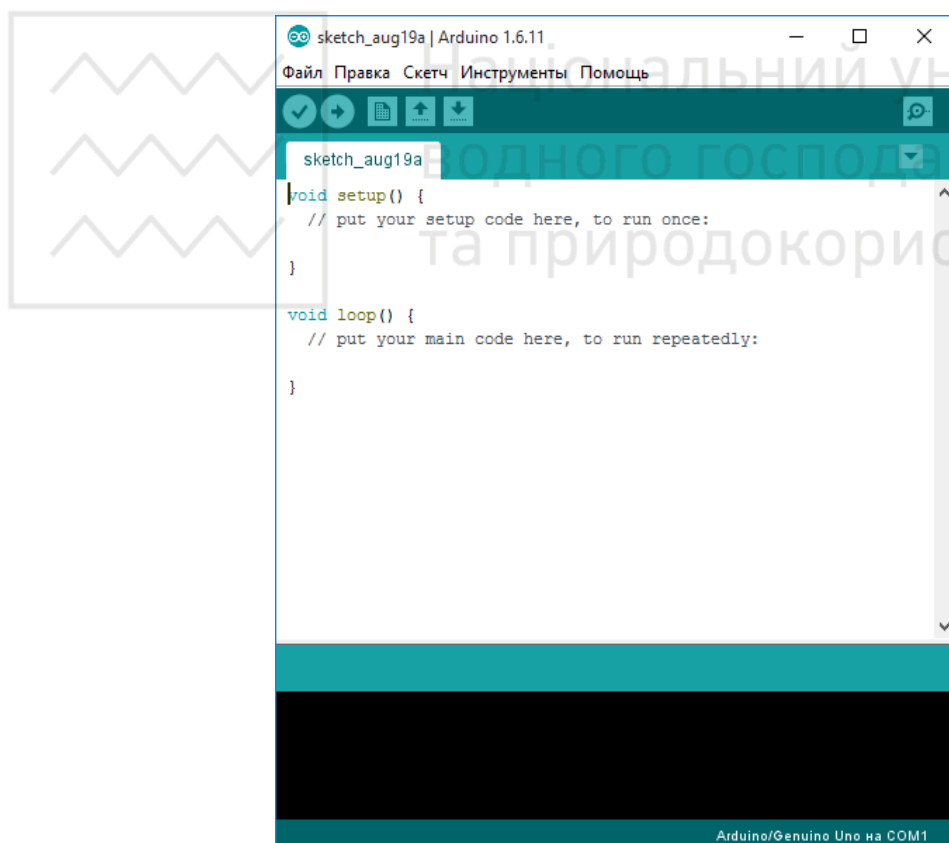 sketch_aug19a | Arduino 1.6.11
Національний ун
Файл Правка Скетч Инструменты Помощь
sketch_aug19a
водного господа
void setup() {
// put your setup code here, to run once:
та природокорис
}
void loop() {
// put your main code here, to run repeatedly:
}
Arduino/Genuino Uno на COM1